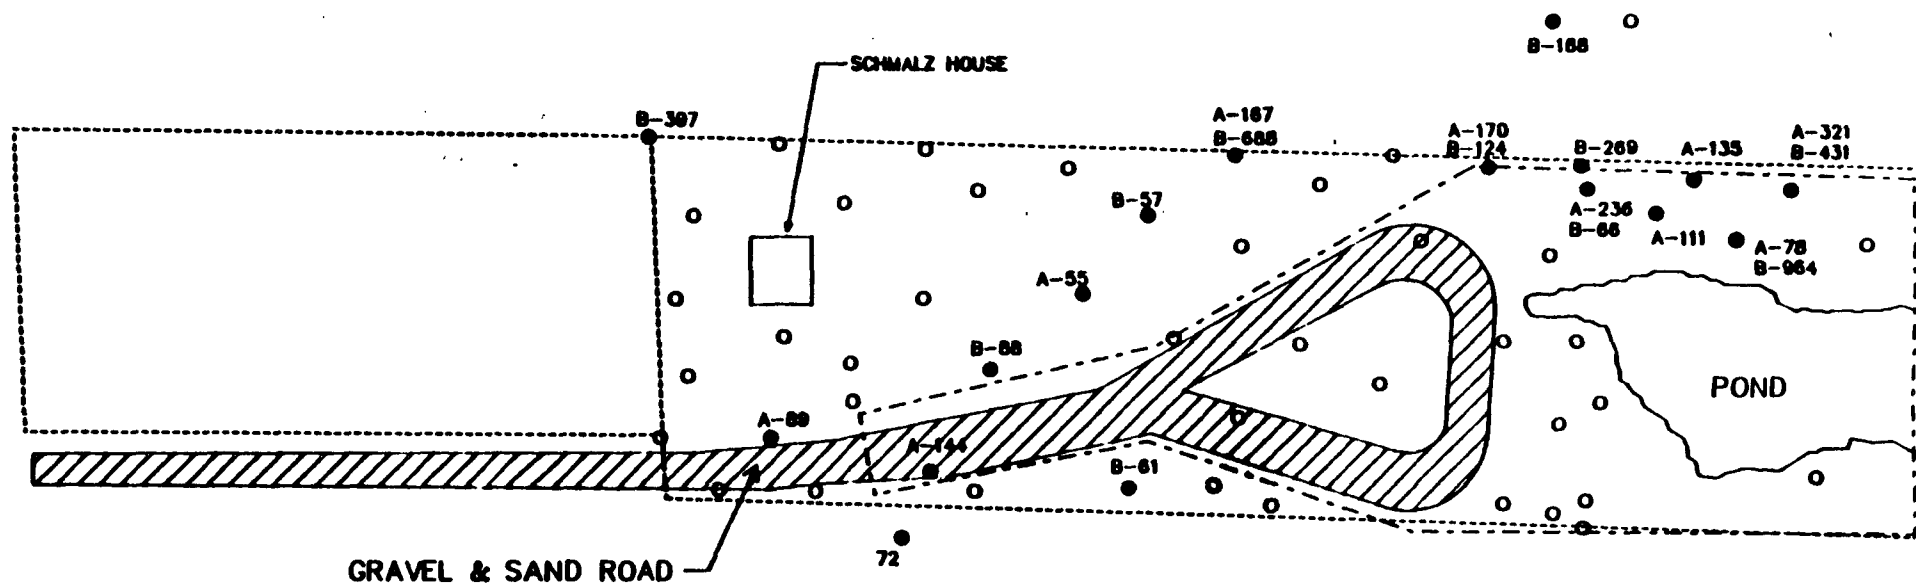 B-168
SCHMALZ HOUSE
B-397
A-167
B-688
A-170
B-124
B-269
A-135
A-321
B-431
B-57
A-236
B-66
A-111
A-78
B-964
A-55
B-88
POND
A-89
A-144
B-61
72
GRAVEL & SAND ROAD